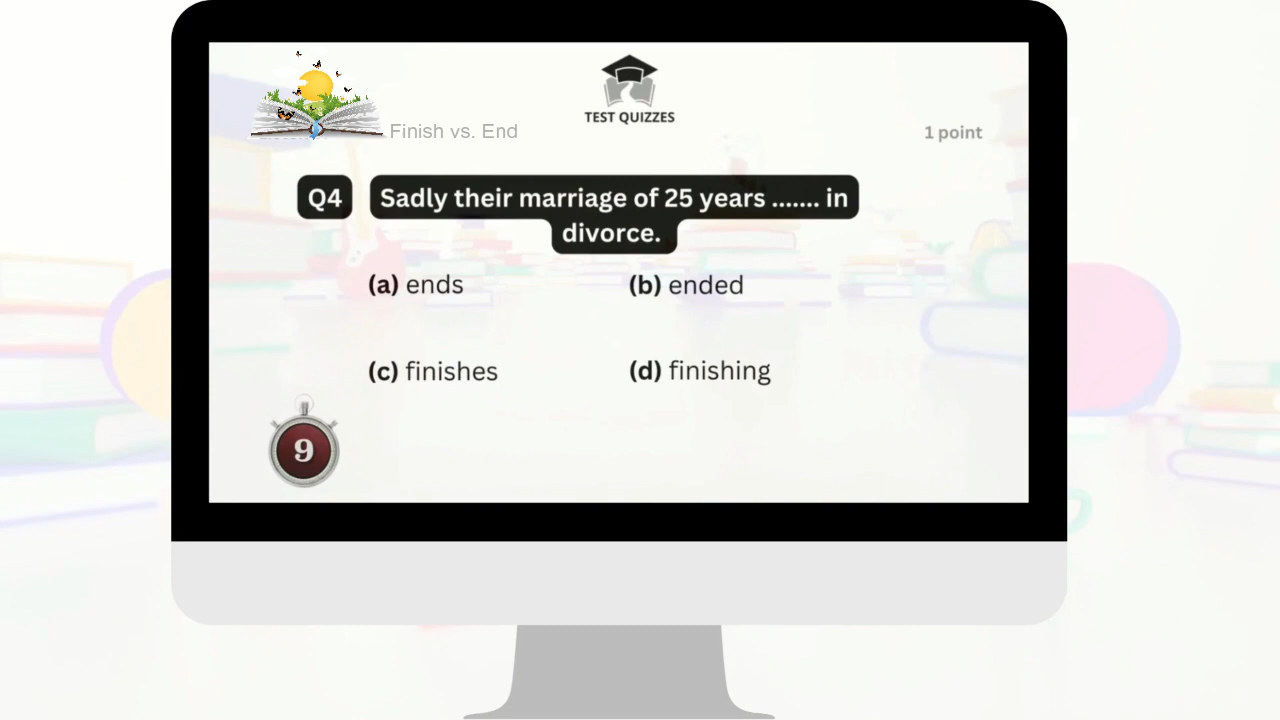 TEST QUIZZES
Finish vs. End
1 point
Q4 Sadly their marriage of 25 years ....... in
divorce.
(a) ends (b) ended
(c) finishes (d) finishing
9